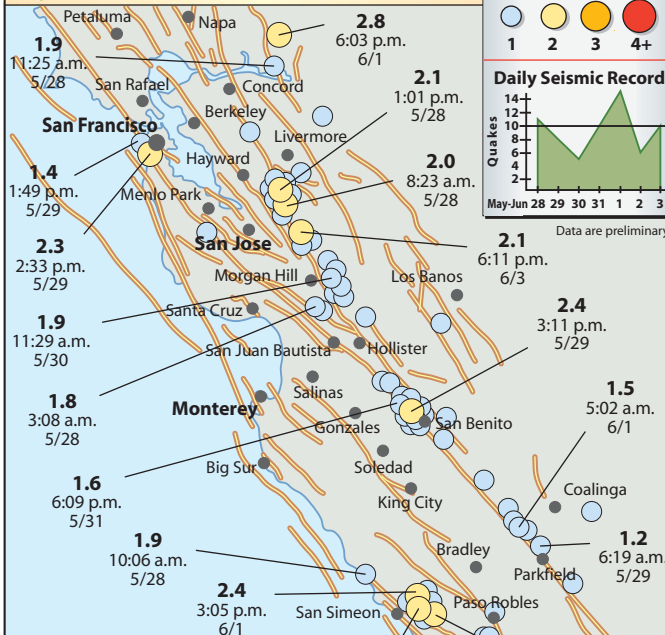 Petaluma
Napa
2.8
6:03 p.m.
6/1
1 2 3 4+
1.9
11:25 a.m.
5/28
San Rafael
Concord
2.1
1:01 p.m.
5/28
Daily Seismic Record
Quakes
14
12
10
8
6
4
2
May-Jun 28 29 30 31 1 2 3
Data are preliminary
Berkeley
San Francisco
Livermore
Hayward
1.4
1:49 p.m.
5/29
Menlo Park
2.0
8:23 a.m.
5/28
San Jose
2.3
2:33 p.m.
5/29
2.1
6:11 p.m.
6/3
Morgan Hill
Los Banos
Santa Cruz
2.4
3:11 p.m.
5/29
1.9
11:29 a.m.
5/30
San Juan Bautista
Hollister
1.8
3:08 a.m.
5/28
Salinas
Monterey
Gonzales
San Benito
1.5
5:02 a.m.
6/1
1.6
6:09 p.m.
5/31
Big Sur
Soledad
King City
Coalinga
1.9
10:06 a.m.
5/28
Bradley
1.2
6:19 a.m.
5/29
Parkfield
2.4
3:05 p.m.
6/1
San Simeon
Paso Robles